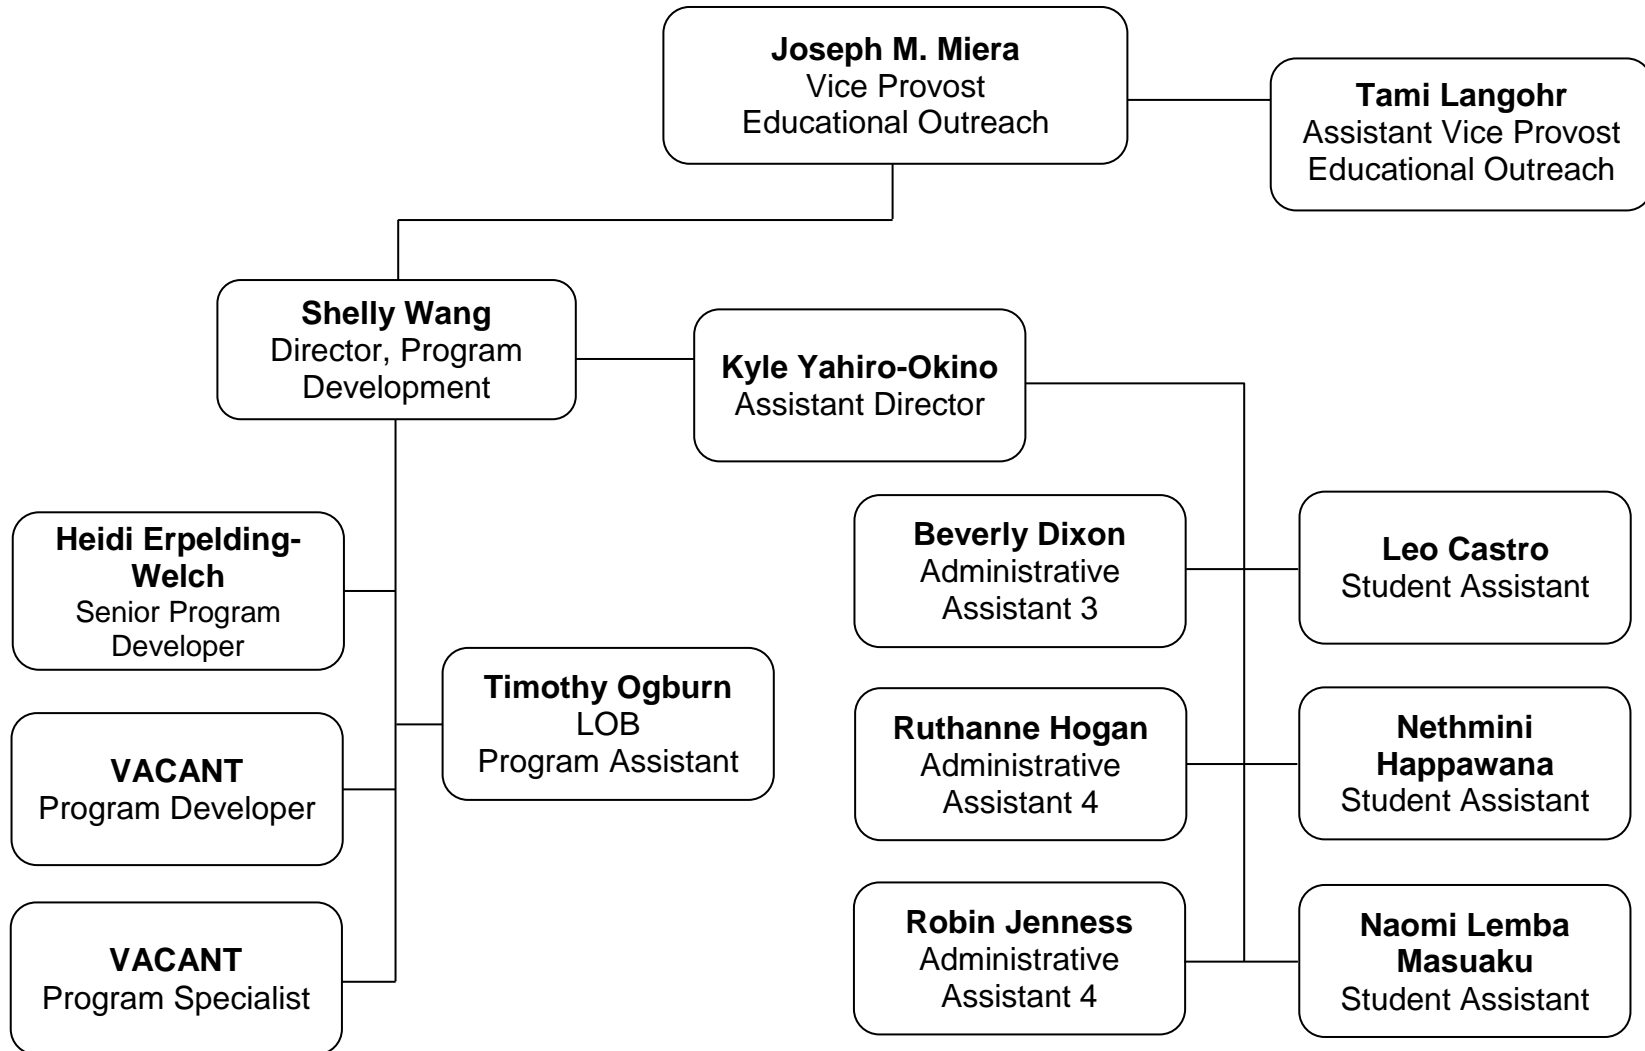 Joseph M. Miera
Vice Provost
Educational Outreach
Tami Langohr
Assistant Vice Provost
Educational Outreach
Shelly Wang
Director, Program
Development
Kyle Yahiro-Okino
Assistant Director
Heidi Erpelding-
Welch
Senior Program
Developer
Timothy Ogburn
LOB
Program Assistant
VACANT
Program Developer
VACANT
Program Specialist
Beverly Dixon
Administrative
Assistant 3
Leo Castro
Student Assistant
Ruthanne Hogan
Administrative
Assistant 4
Nethmini
Happawana
Student Assistant
Robin Jenness
Administrative
Assistant 4
Naomi Lemba
Masuaku
Student Assistant